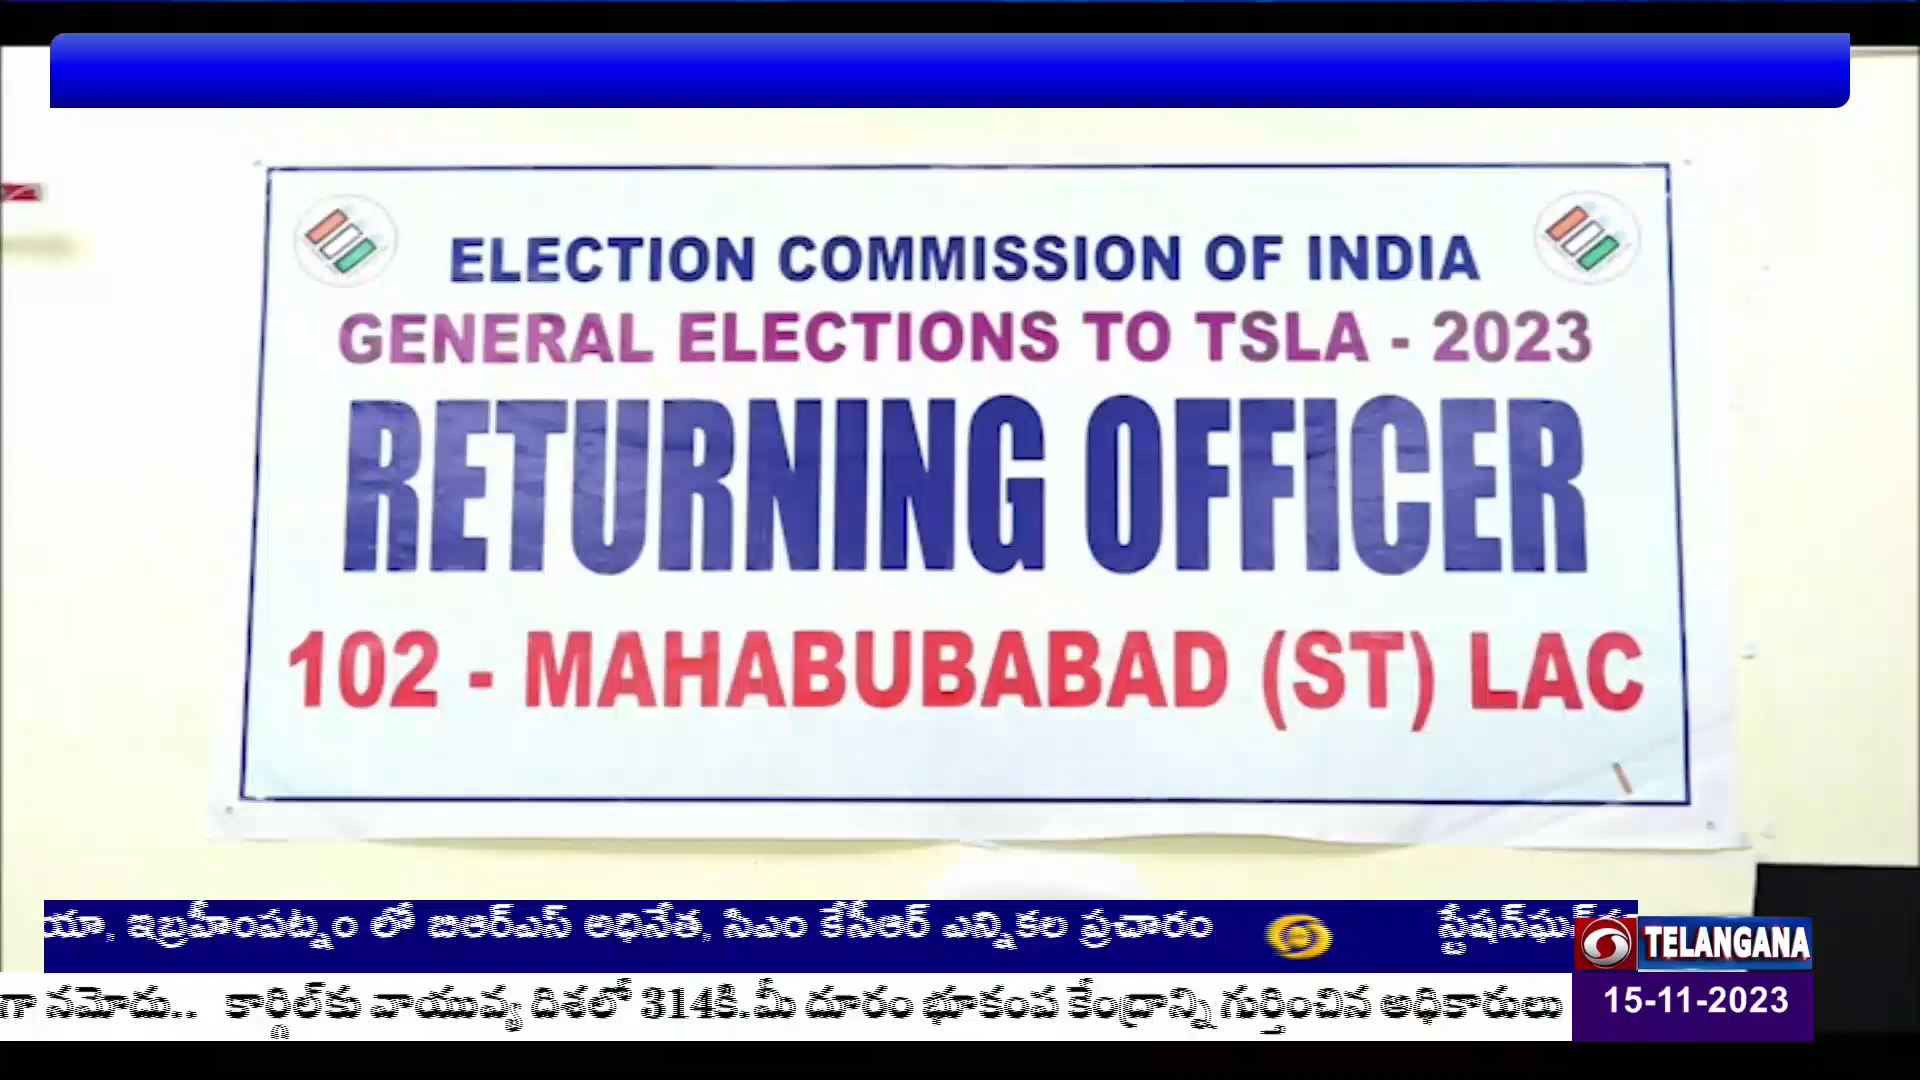 ELECTION COMMISSION OF INDIA
GENERAL ELECTIONS TO TSLA - 2023
RETURNING OFFICER
102 - MAHABUBABAD (ST) LAC
యా, ఇబ్రహీంపట్నం లో బిఆర్ఎస్ అధినేత, సిఎం కేసీఆర్ ఎన్నికల ప్రచారం
TELANGANA
గా నమోదు.. కార్గిల్‌కు వాయువ్య దిశలో 314కి.మీ దూరం భూకంప కేంద్రాన్ని గుర్తించిన అధికారులు
15-11-2023